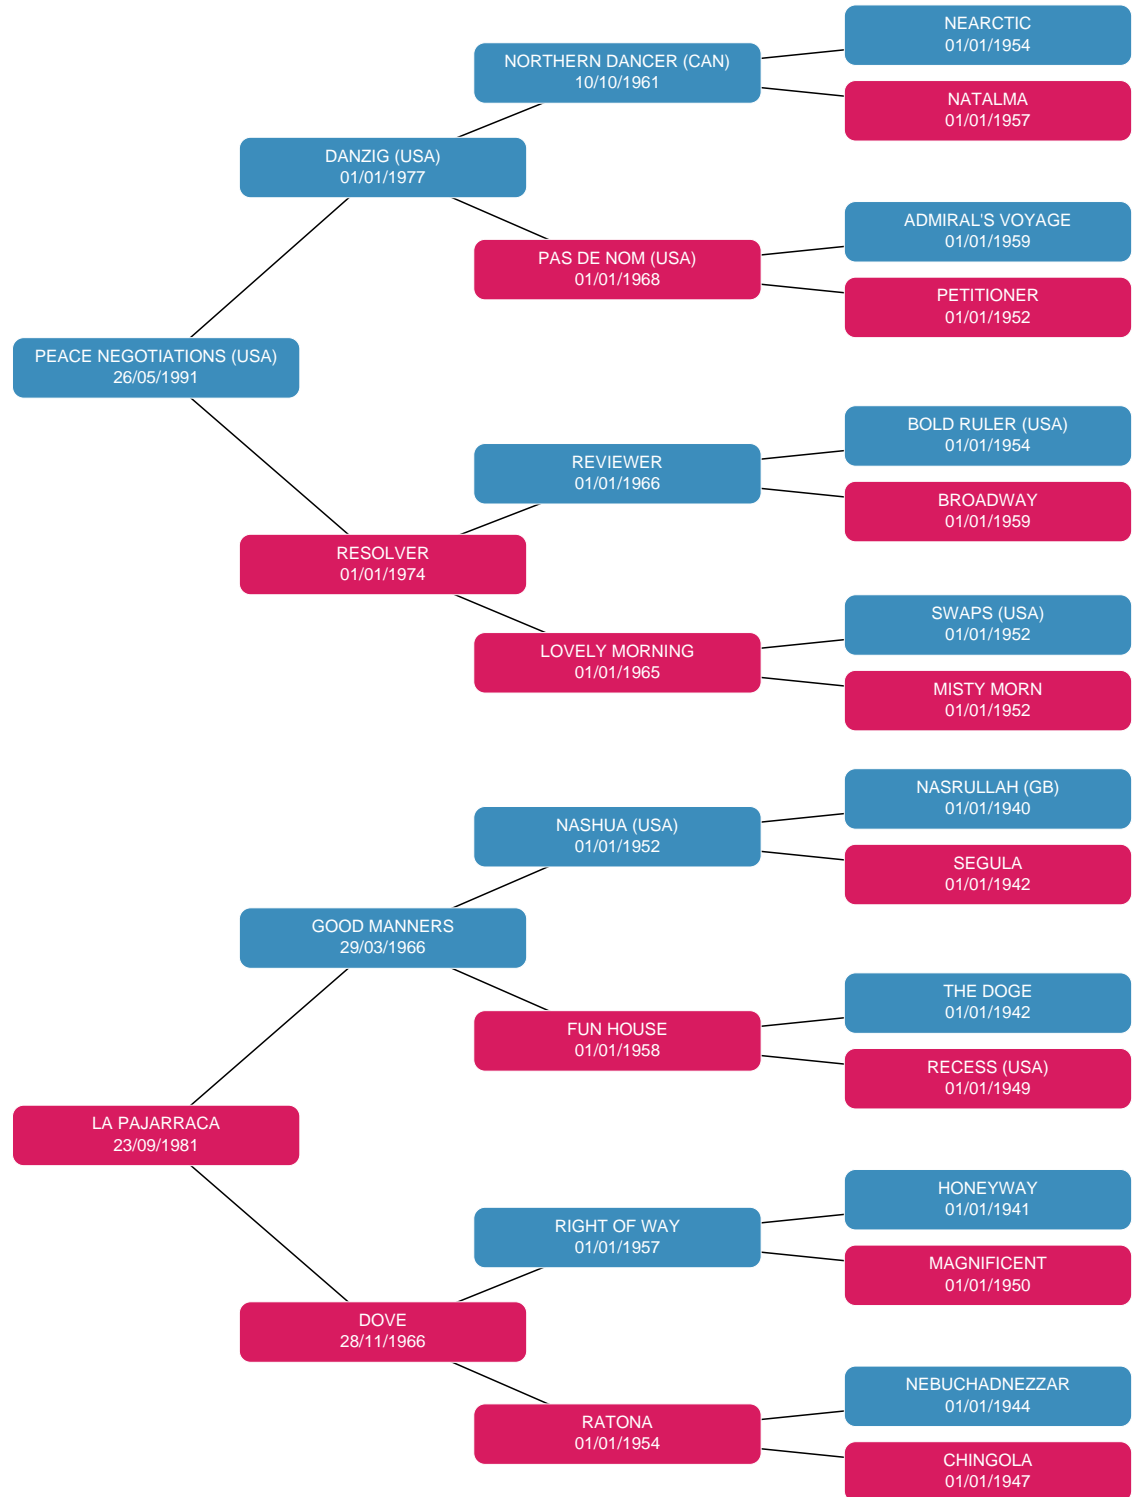 NEARCTIC
01/01/1954
NORTHERN DANCER (CAN)
10/10/1961
NATALMA
01/01/1957
DANZIG (USA)
01/01/1977
ADMIRAL'S VOYAGE
01/01/1959
PAS DE NOM (USA)
01/01/1968
PETITIONER
01/01/1952
PEACE NEGOTIATIONS (USA)
26/05/1991
BOLD RULER (USA)
01/01/1954
REVIEWER
01/01/1966
BROADWAY
01/01/1959
RESOLVER
01/01/1974
SWAPS (USA)
01/01/1952
LOVELY MORNING
01/01/1965
MISTY MORN
01/01/1952
NASRULLAH (GB)
01/01/1940
NASHUA (USA)
01/01/1952
SEGULA
01/01/1942
GOOD MANNERS
29/03/1966
THE DOGE
01/01/1942
FUN HOUSE
01/01/1958
RECESS (USA)
01/01/1949
LA PAJARRACA
23/09/1981
HONEYWAY
01/01/1941
RIGHT OF WAY
01/01/1957
MAGNIFICENT
01/01/1950
DOVE
28/11/1966
NEBUCHADNEZZAR
01/01/1944
RATONA
01/01/1954
CHINGOLA
01/01/1947